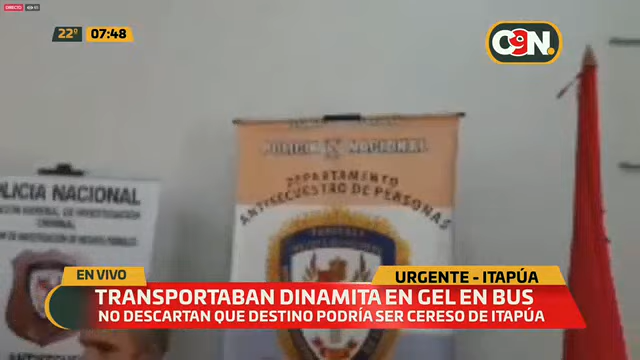 DIRECTO
22º 07:48
C9N.
POLICIA NACIONAL
DEPARTAMENTO
ANTISECUESTRO DE PERSONAS
POLICIA NACIONAL
EN VIVO
URGENTE - ITAPÚA
TRANSPORTABAN DINAMITA EN GEL EN BUS
NO DESCARTAN QUE DESTINO PODRÍA SER CERESO DE ITAPÚA